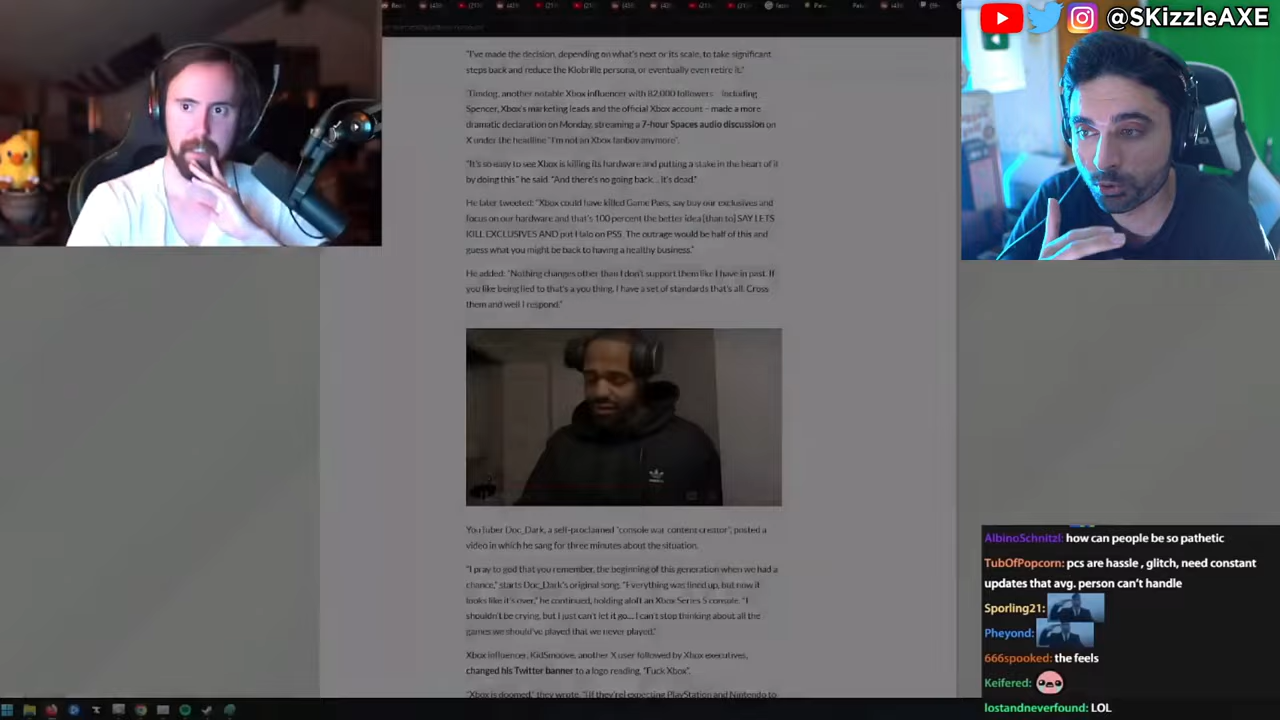 @SKizzleAXE
"I've made the decision, depending on what's next or its scale, to take significant
steps back and reduce the Klobrille persona, or eventually even retire it."
Timdog, another notable Xbox influencer with 82,000 followers – including
Spencer, Xbox's marketing leads and the official Xbox account – made a more
dramatic declaration on Monday, streaming a 7-hour Spaces audio discussion on
X under the headline "I'm not an Xbox fanboy anymore".
"It's so easy to see Xbox is killing its hardware and putting a stake in the heart of it
by doing this," he said. "And there's no going back... it's dead."
He later tweeted: "Xbox could have killed Game Pass, say buy our exclusives and
focus on our hardware and that's 100 percent the better idea [than to] SAY LETS
KILL EXCLUSIVES AND put Halo on PS5. The outrage would be half of this and
guess what you might be back to having a healthy business."
He added: "Nothing changes other than I don't support them like I have in past. If
you like being lied to that's a you thing. I have a set of standards that's all. Cross
them and well I respond."
YouTuber Doc_Dark, a self-proclaimed "console war content creator", posted a
video in which he sang for three minutes about the situation.
"I pray to god that you remember, the beginning of this generation when we had a
chance," starts Doc_Dark's original song. "Everything was lined up, but now it
looks like it's over," he continued, holding aloft an Xbox Series S console. "I
shouldn't be crying, but I just can't let it go... I can't stop thinking about all the
games we should've played that we never played."
Xbox influencer, KidSmoove, another X user followed by Xbox executives,
changed his Twitter banner to a logo reading, "Fuck Xbox".
"Xbox is doomed," they wrote. "[If they're] expecting PlayStation and Nintendo to
AlbinoSchnitzl: how can people be so pathetic
TubOfPopcorn: pcs are hassle , glitch, need constant
updates that avg. person can't handle
Sporling21:
Pheyond:
666spooked: the feels
Keifered:
lostandneverfound: LOL